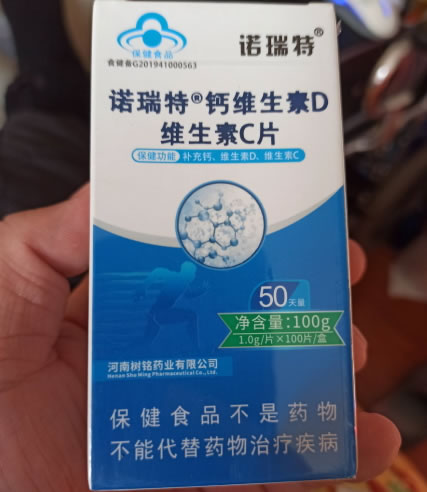 保健食品
食健备G201941000563
诺瑞特®
诺瑞特®钙维生素D
维生素C片
保健功能 补充钙、维生素D、维生素C
50天量
净含量:100g
1.0g/片×100片/盒
河南树铭药业有限公司
Henan Shu Ming Pharmaceutical Co., Ltd.
保健食品不是药物
不能代替药物治疗疾病